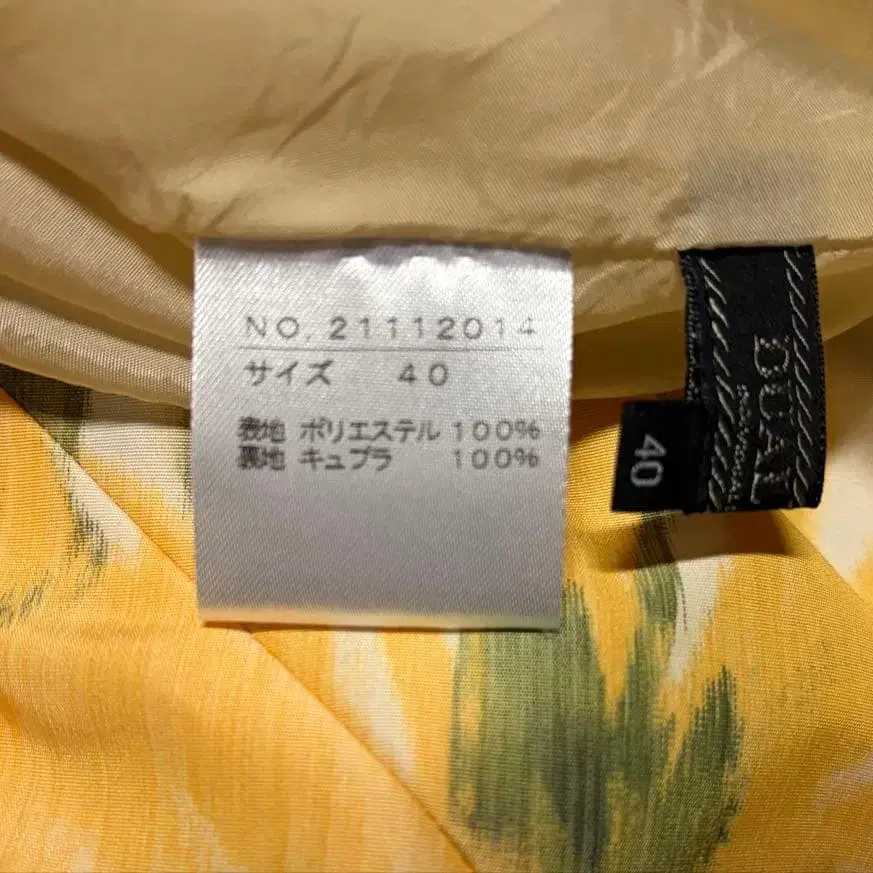 NO. 21112014
サイズ 40
表地 ポリエステル 100%
裏地 キュプラ 100%
DUAL
40